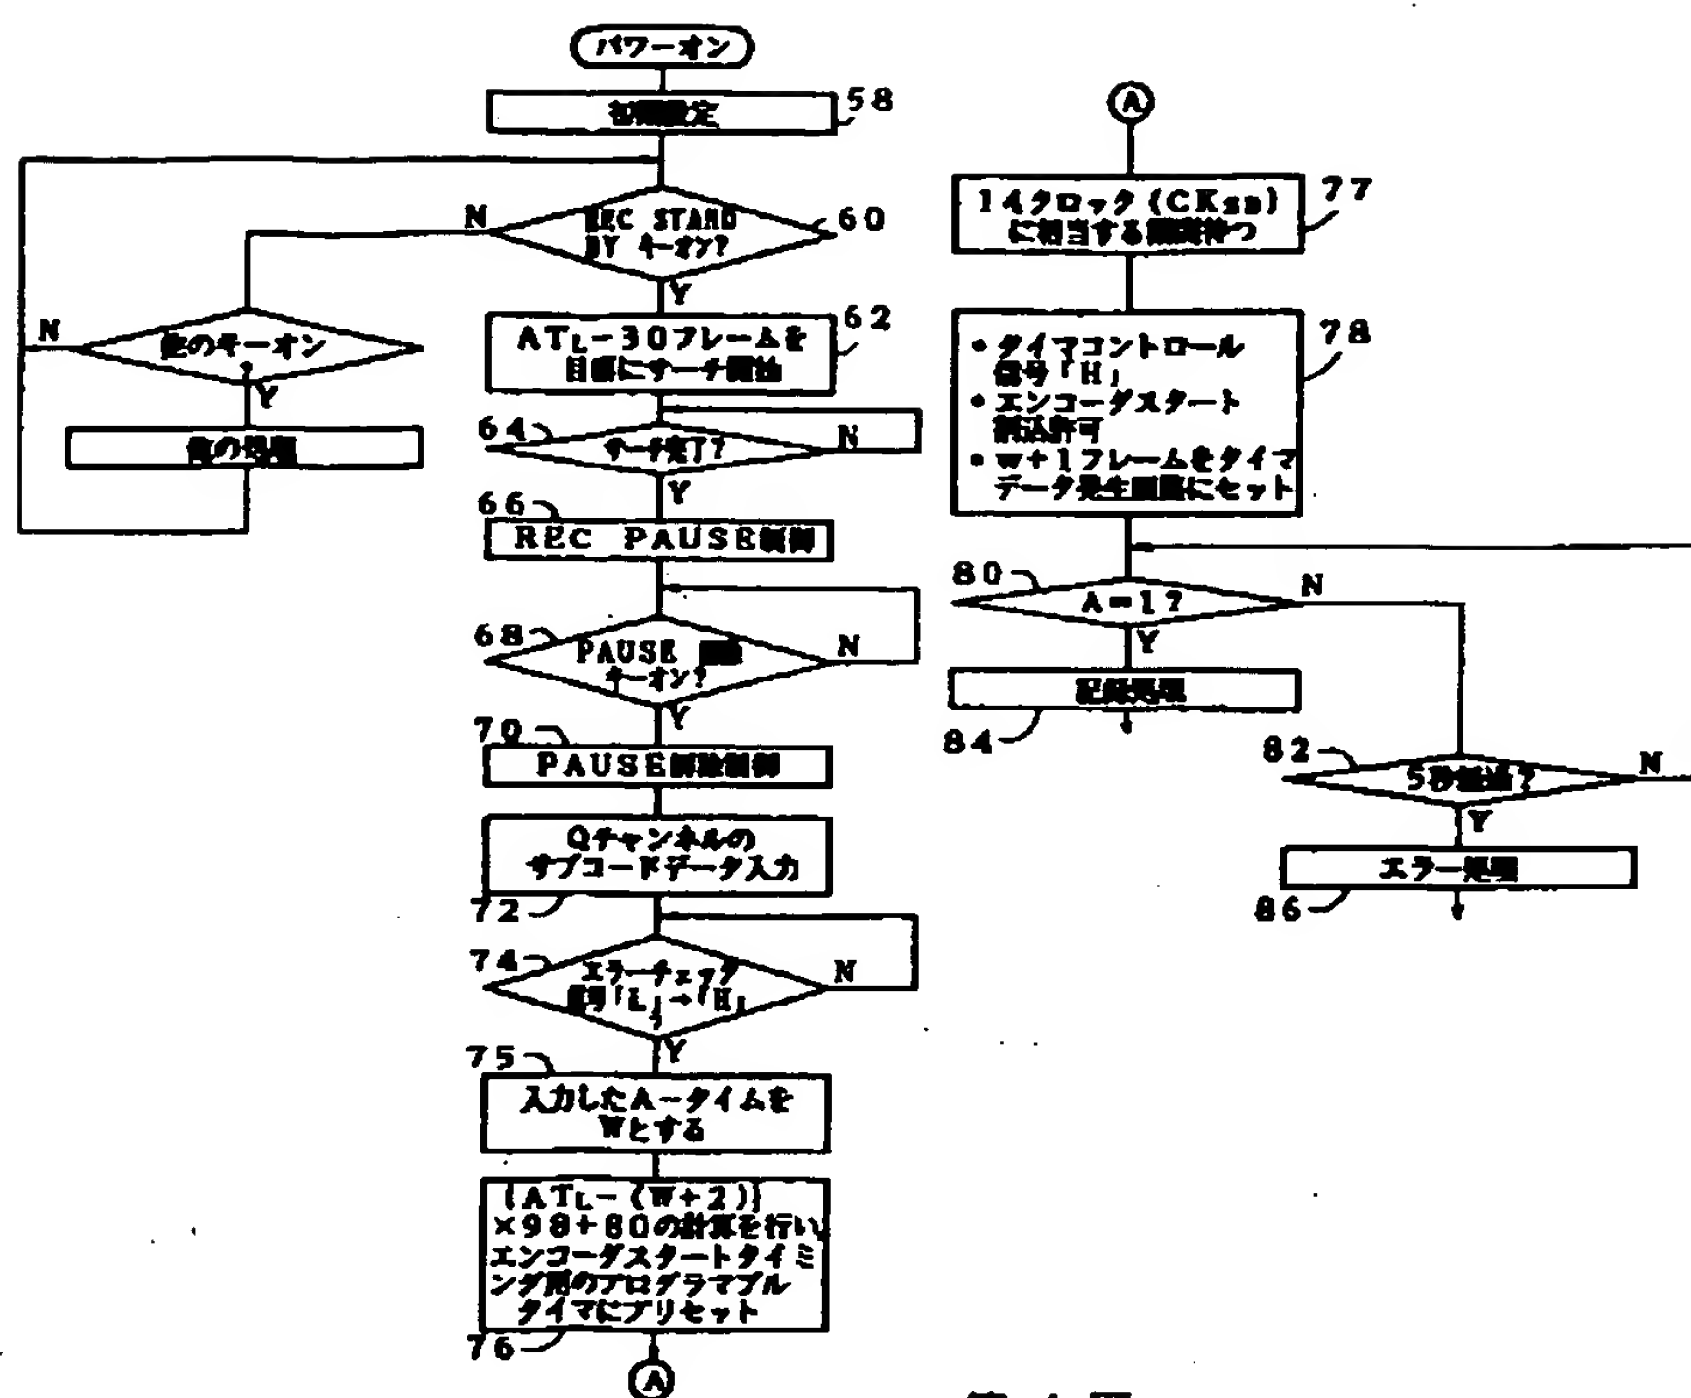 パワーオン
初期設定
58
REC STAND
BY キーオン?
60
N
Y
他のキーオン
?
N
Y
他の処理
ATL-30フレームを
目標にサーチ開始
62
64
サーチ完了?
N
Y
66
REC PAUSE制御
68
PAUSE 解除
キーオン?
N
Y
70
PAUSE解除制御
Qチャンネルの
サブコードデータ入力
72
74
エラーチェック
信号「L」→「H」
?
N
Y
75
入力したA-タイムを
Wとする
{ATL-(W+2)}
×98+80の計算を行い
エンコーダスタートタイミ
ング用のプログラマブル
タイマにプリセット
76
A
A
14クロック(CKSB)
に相当する期間待つ
77
・タイマコントロール
信号「H」
・エンコーダスタート
割込許可
・W+1フレームをタイマ
データ発生回路にセット
78
80
A=1?
N
Y
記録処理
84
82
5秒経過?
N
Y
エラー処理
86